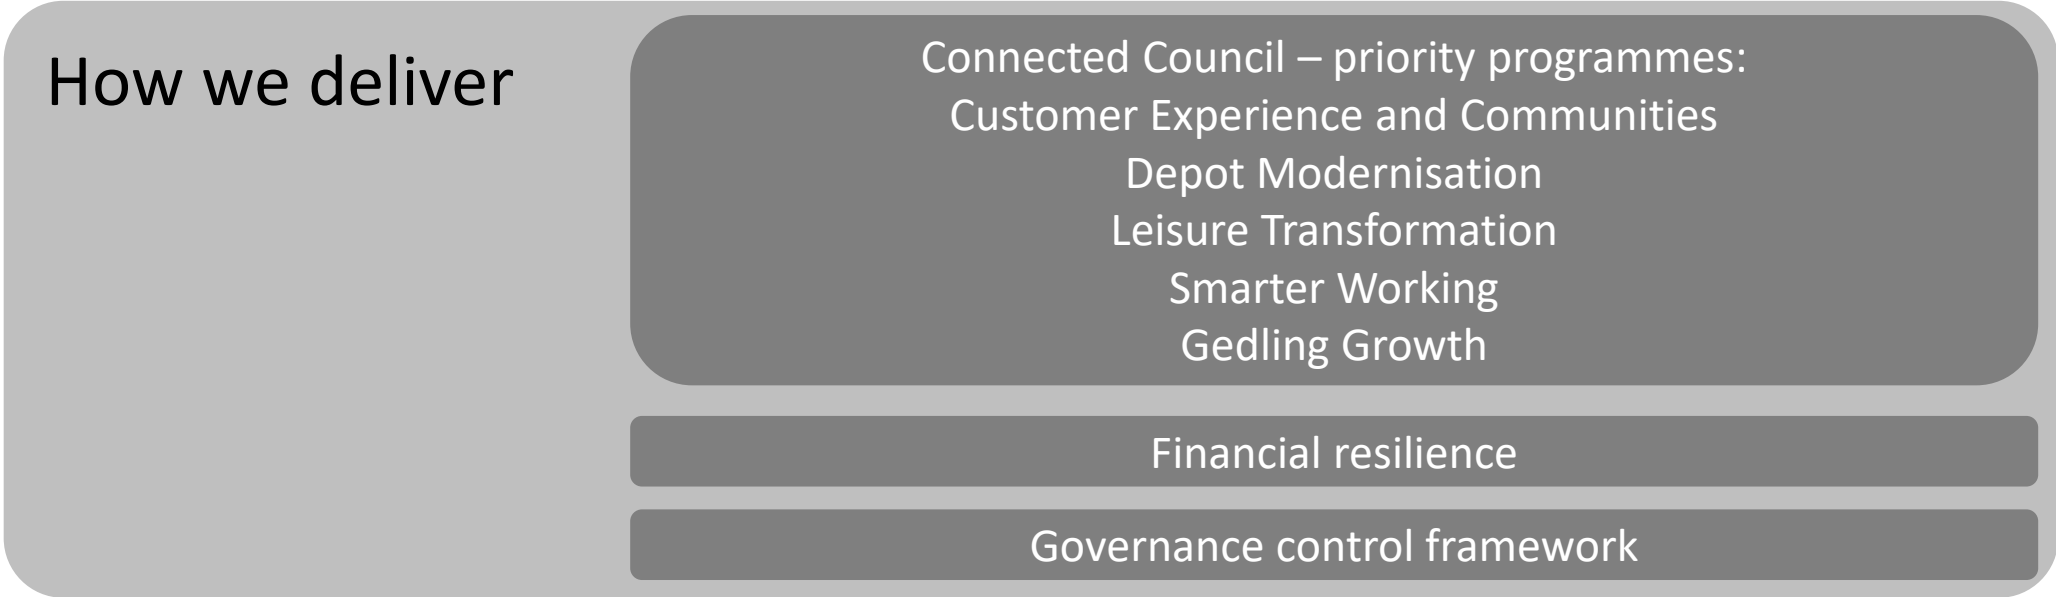 How we deliver
Connected Council – priority programmes:
Customer Experience and Communities
Depot Modernisation
Leisure Transformation
Smarter Working
Gedling Growth
Financial resilience
Governance control framework